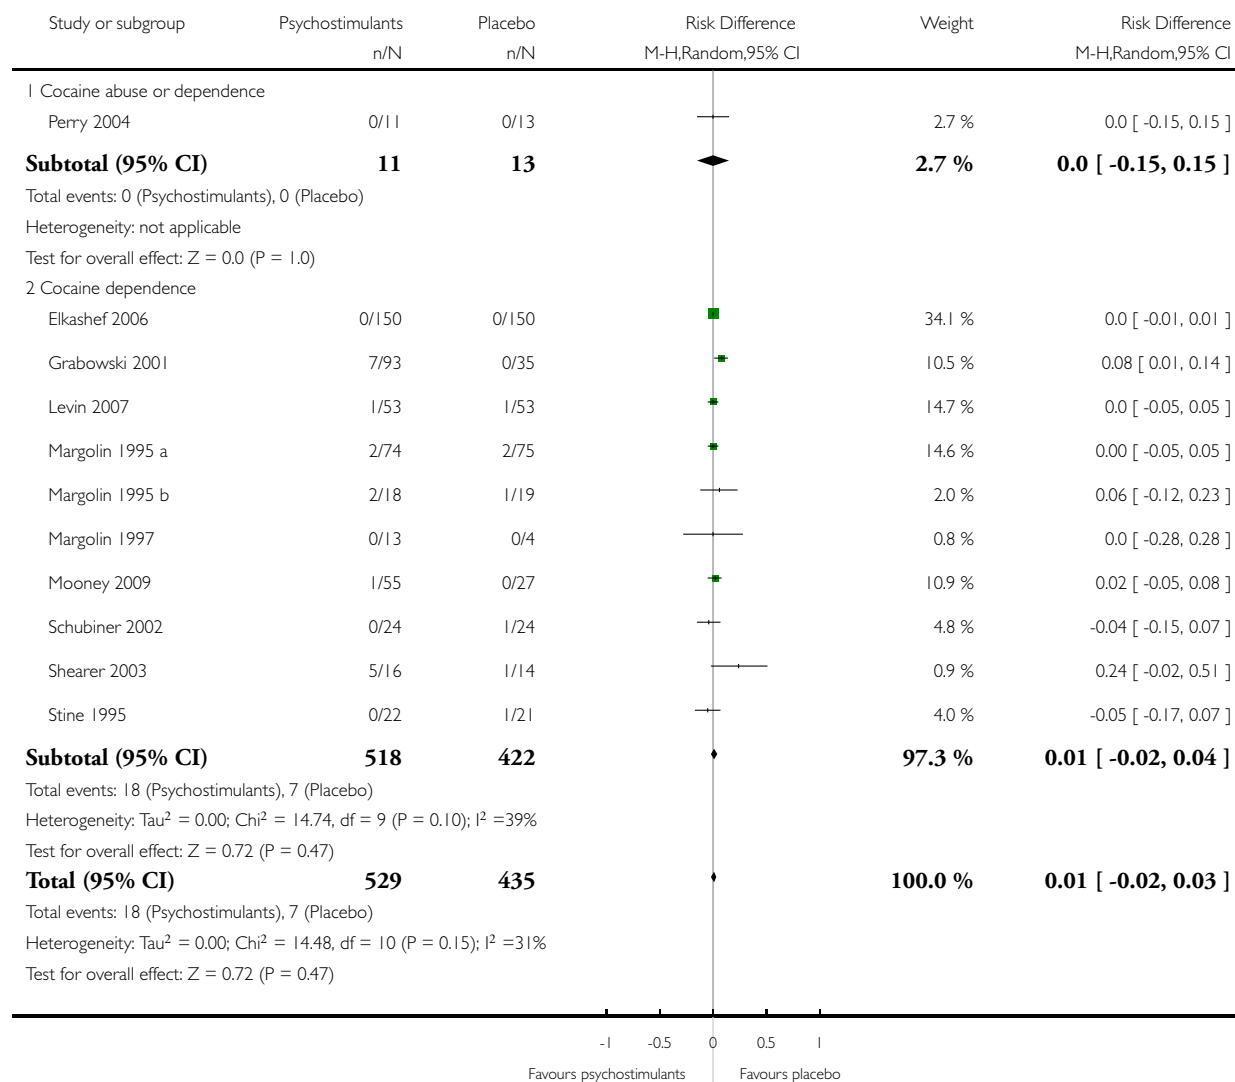 Study or subgroup Psychostimulants Placebo Risk Difference Weight Risk Difference
n/N n/N M-H,Random,95% CI M-H,Random,95% CI
1 Cocaine abuse or dependence
Perry 2004 0/11 0/13 2.7 % 0.0 [ -0.15, 0.15 ]
Subtotal (95% CI) 11 13 2.7 % 0.0 [ -0.15, 0.15 ]
Total events: 0 (Psychostimulants), 0 (Placebo)
Heterogeneity: not applicable
Test for overall effect: Z = 0.0 (P = 1.0)
2 Cocaine dependence
Elkashef 2006 0/150 0/150 34.1 % 0.0 [ -0.01, 0.01 ]
Grabowski 2001 7/93 0/35 10.5 % 0.08 [ 0.01, 0.14 ]
Levin 2007 1/53 1/53 14.7 % 0.0 [ -0.05, 0.05 ]
Margolin 1995 a 2/74 2/75 14.6 % 0.00 [ -0.05, 0.05 ]
Margolin 1995 b 2/18 1/19 2.0 % 0.06 [ -0.12, 0.23 ]
Margolin 1997 0/13 0/4 0.8 % 0.0 [ -0.28, 0.28 ]
Mooney 2009 1/55 0/27 10.9 % 0.02 [ -0.05, 0.08 ]
Schubiner 2002 0/24 1/24 4.8 % -0.04 [ -0.15, 0.07 ]
Shearer 2003 5/16 1/14 0.9 % 0.24 [ -0.02, 0.51 ]
Stine 1995 0/22 1/21 4.0 % -0.05 [ -0.17, 0.07 ]
Subtotal (95% CI) 518 422 97.3 % 0.01 [ -0.02, 0.04 ]
Total events: 18 (Psychostimulants), 7 (Placebo)
Heterogeneity: Tau² = 0.00; Chi² = 14.74, df = 9 (P = 0.10); I² =39%
Test for overall effect: Z = 0.72 (P = 0.47)
Total (95% CI) 529 435 100.0 % 0.01 [ -0.02, 0.03 ]
Total events: 18 (Psychostimulants), 7 (Placebo)
Heterogeneity: Tau² = 0.00; Chi² = 14.48, df = 10 (P = 0.15); I² =31%
Test for overall effect: Z = 0.72 (P = 0.47)
-1 -0.5 0 0.5 1
Favours psychostimulants Favours placebo